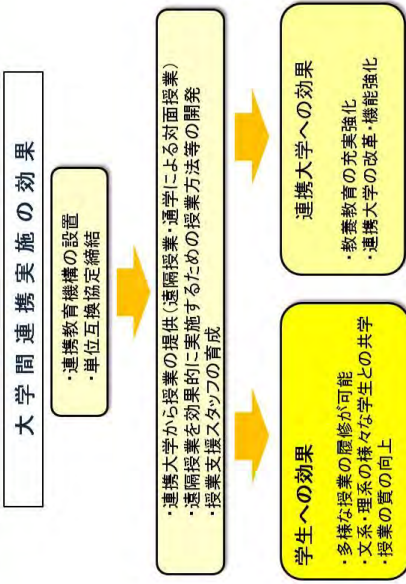 大学間連携実施の効果
・連携教育機構の設置
・単位互換協定締結
・連携大学から授業の提供(遠隔授業・通学による対面授業)
・遠隔授業を効果的に実施するための授業方法等の開発
・授業支援スタッフの育成
学生への効果
・多様な授業の履修が可能
・文系・理系の様々な学生との共学
・授業の質の向上
連携大学への効果
・教養教育の充実強化
・連携大学の改革・機能強化